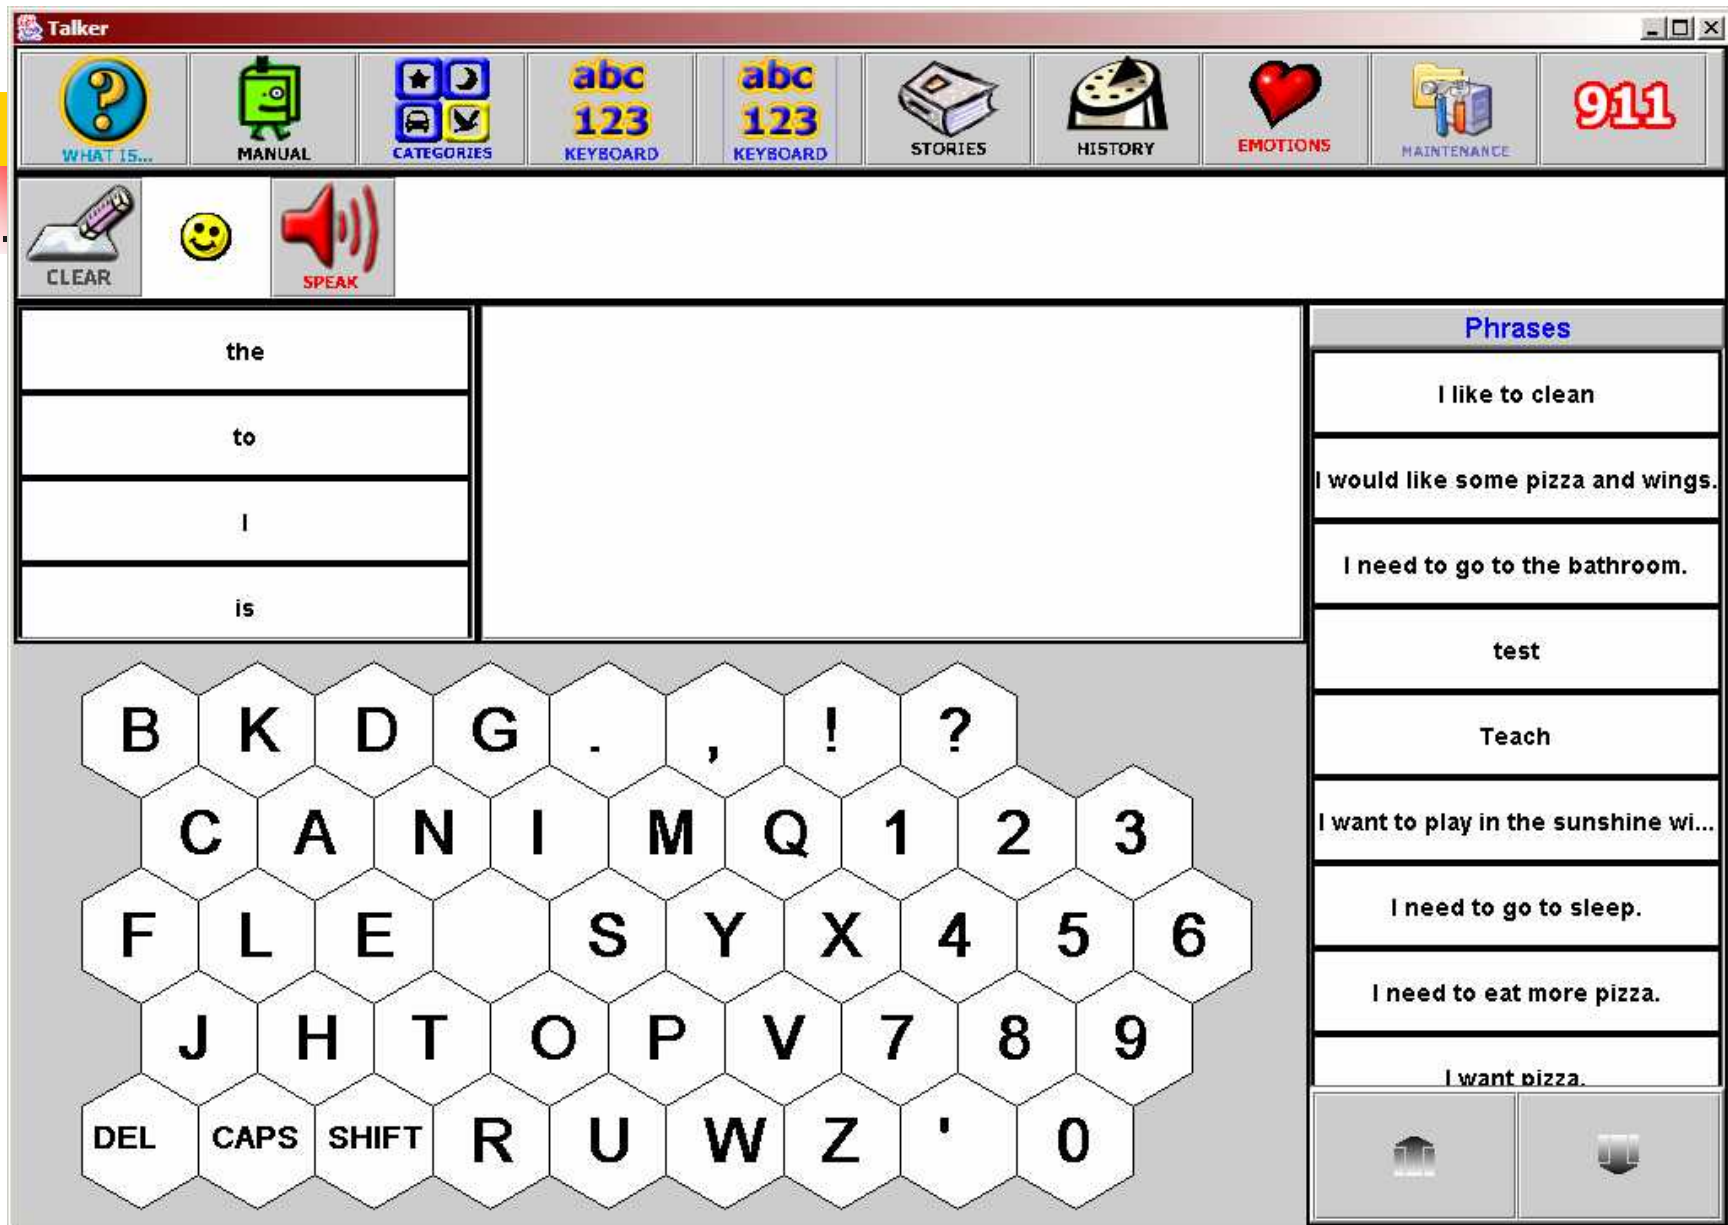 Talker
WHAT IS...
MANUAL
CATEGORIES
abc
123
KEYBOARD
abc
123
KEYBOARD
STORIES
HISTORY
EMOTIONS
MAINTENANCE
911
CLEAR
SPEAK
the
to
I
is
Phrases
I like to clean
I would like some pizza and wings.
I need to go to the bathroom.
test
Teach
I want to play in the sunshine wi...
I need to go to sleep.
I need to eat more pizza.
I want pizza.
B K D G . , ! ?
C A N I M Q 1 2 3
F L E S Y X 4 5 6
J H T O P V 7 8 9
DEL CAPS SHIFT R U W Z ' 0